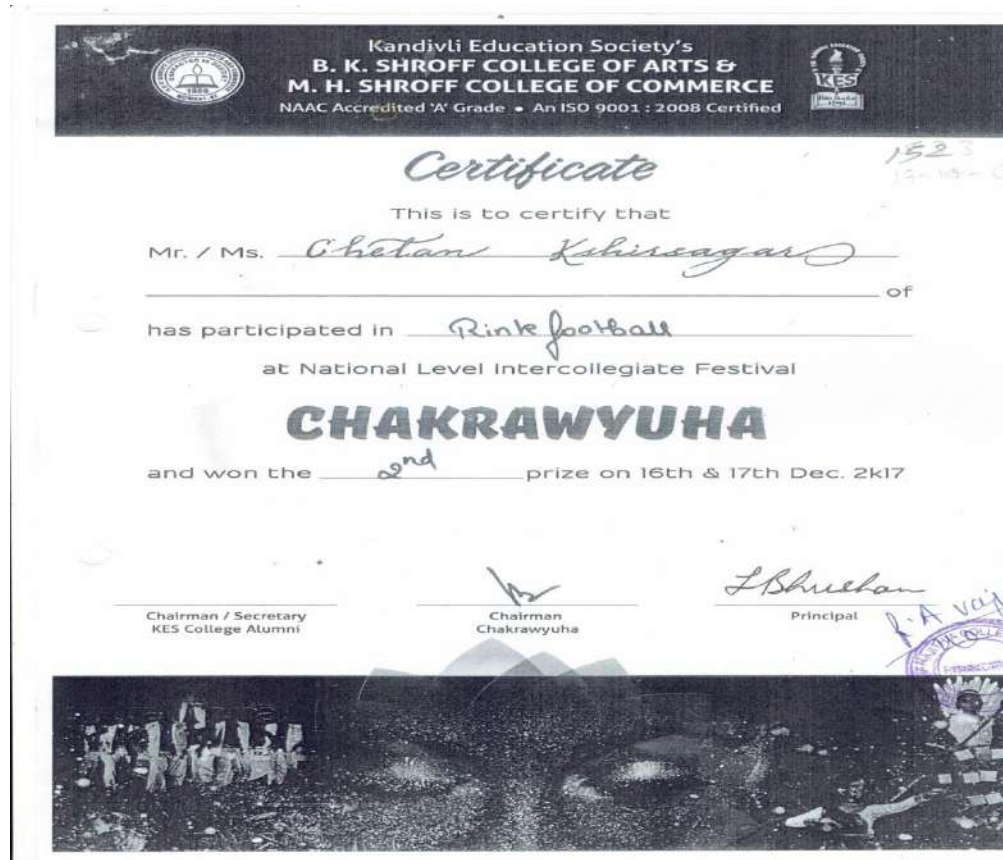 Kandivli Education Society's
B. K. SHROFF COLLEGE OF ARTS &
M. H. SHROFF COLLEGE OF COMMERCE
NAAC Accredited 'A' Grade • An ISO 9001 : 2008 Certified
KES
Certificate
1523
This is to certify that
Mr. / Ms. Chetan Kshirsagar
of
has participated in Rink football
at National Level Intercollegiate Festival
CHAKRAWYUHA
and won the 2nd prize on 16th & 17th Dec. 2k17
Chairman / Secretary
KES College Alumni
Chairman
Chakrawyuha
Principal